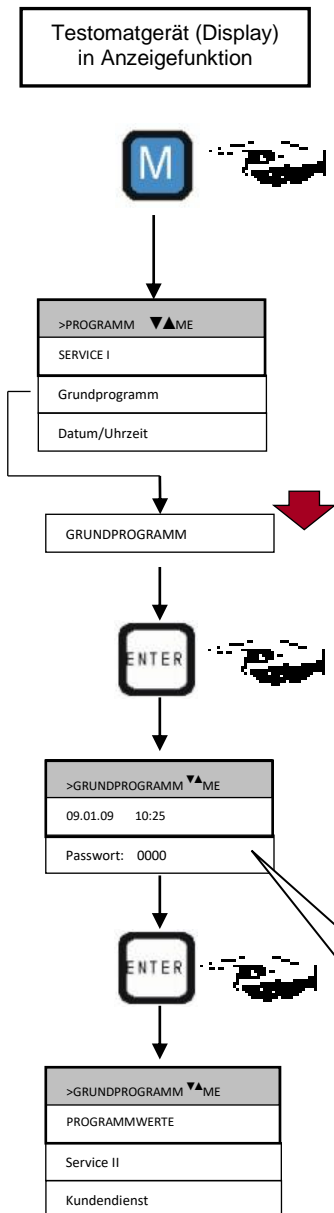 Testomatgerät (Display)
in Anzeigefunktion
M
>PROGRAMM ▼▲ME
SERVICE I
Grundprogramm
Datum/Uhrzeit
GRUNDPROGRAMM
ENTER
>GRUNDPROGRAMM ▼▲ME
09.01.09 10:25
Passwort: 0000
ENTER
>GRUNDPROGRAMM ▼▲ME
PROGRAMMWERTE
Service II
Kundendienst